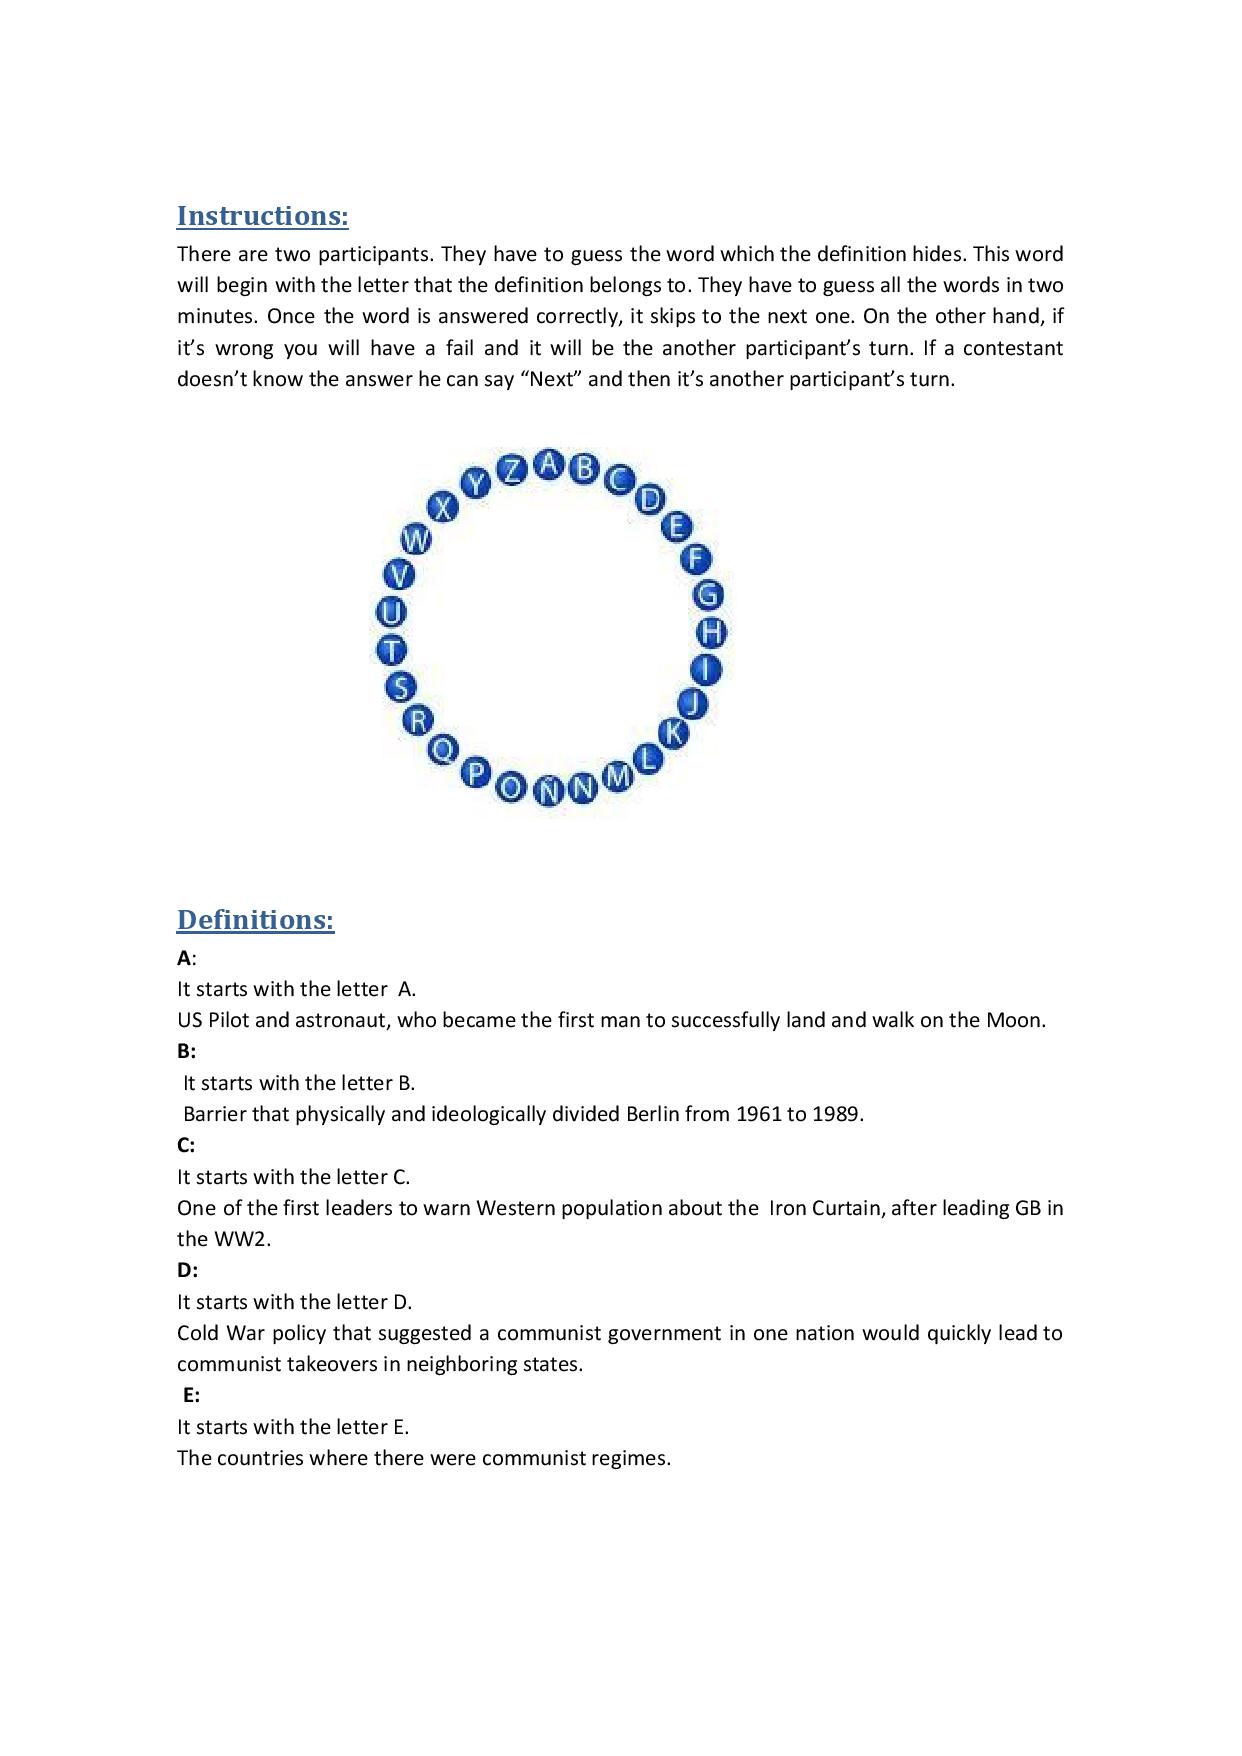 Instructions:
There are two participants. They have to guess the word which the definition hides. This word
will begin with the letter that the definition belongs to. They have to guess all the words in two
minutes. Once the word is answered correctly, it skips to the next one. On the other hand, if
it’s wrong you will have a fail and it will be the another participant’s turn. If a contestant
doesn’t know the answer he can say “Next” and then it’s another participant’s turn.
A
B
C
D
E
F
G
H
I
J
K
L
M
N
Ñ
O
P
Q
R
S
T
U
V
W
X
Y
Z
Definitions:
A:
It starts with the letter  A.
US Pilot and astronaut, who became the first man to successfully land and walk on the Moon.
B:
It starts with the letter B.
Barrier that physically and ideologically divided Berlin from 1961 to 1989.
C:
It starts with the letter C.
One of the first leaders to warn Western population about the  Iron Curtain, after leading GB in
the WW2.
D:
It starts with the letter D.
Cold War policy that suggested a communist government in one nation would quickly lead to
communist takeovers in neighboring states.
E:
It starts with the letter E.
The countries where there were communist regimes.